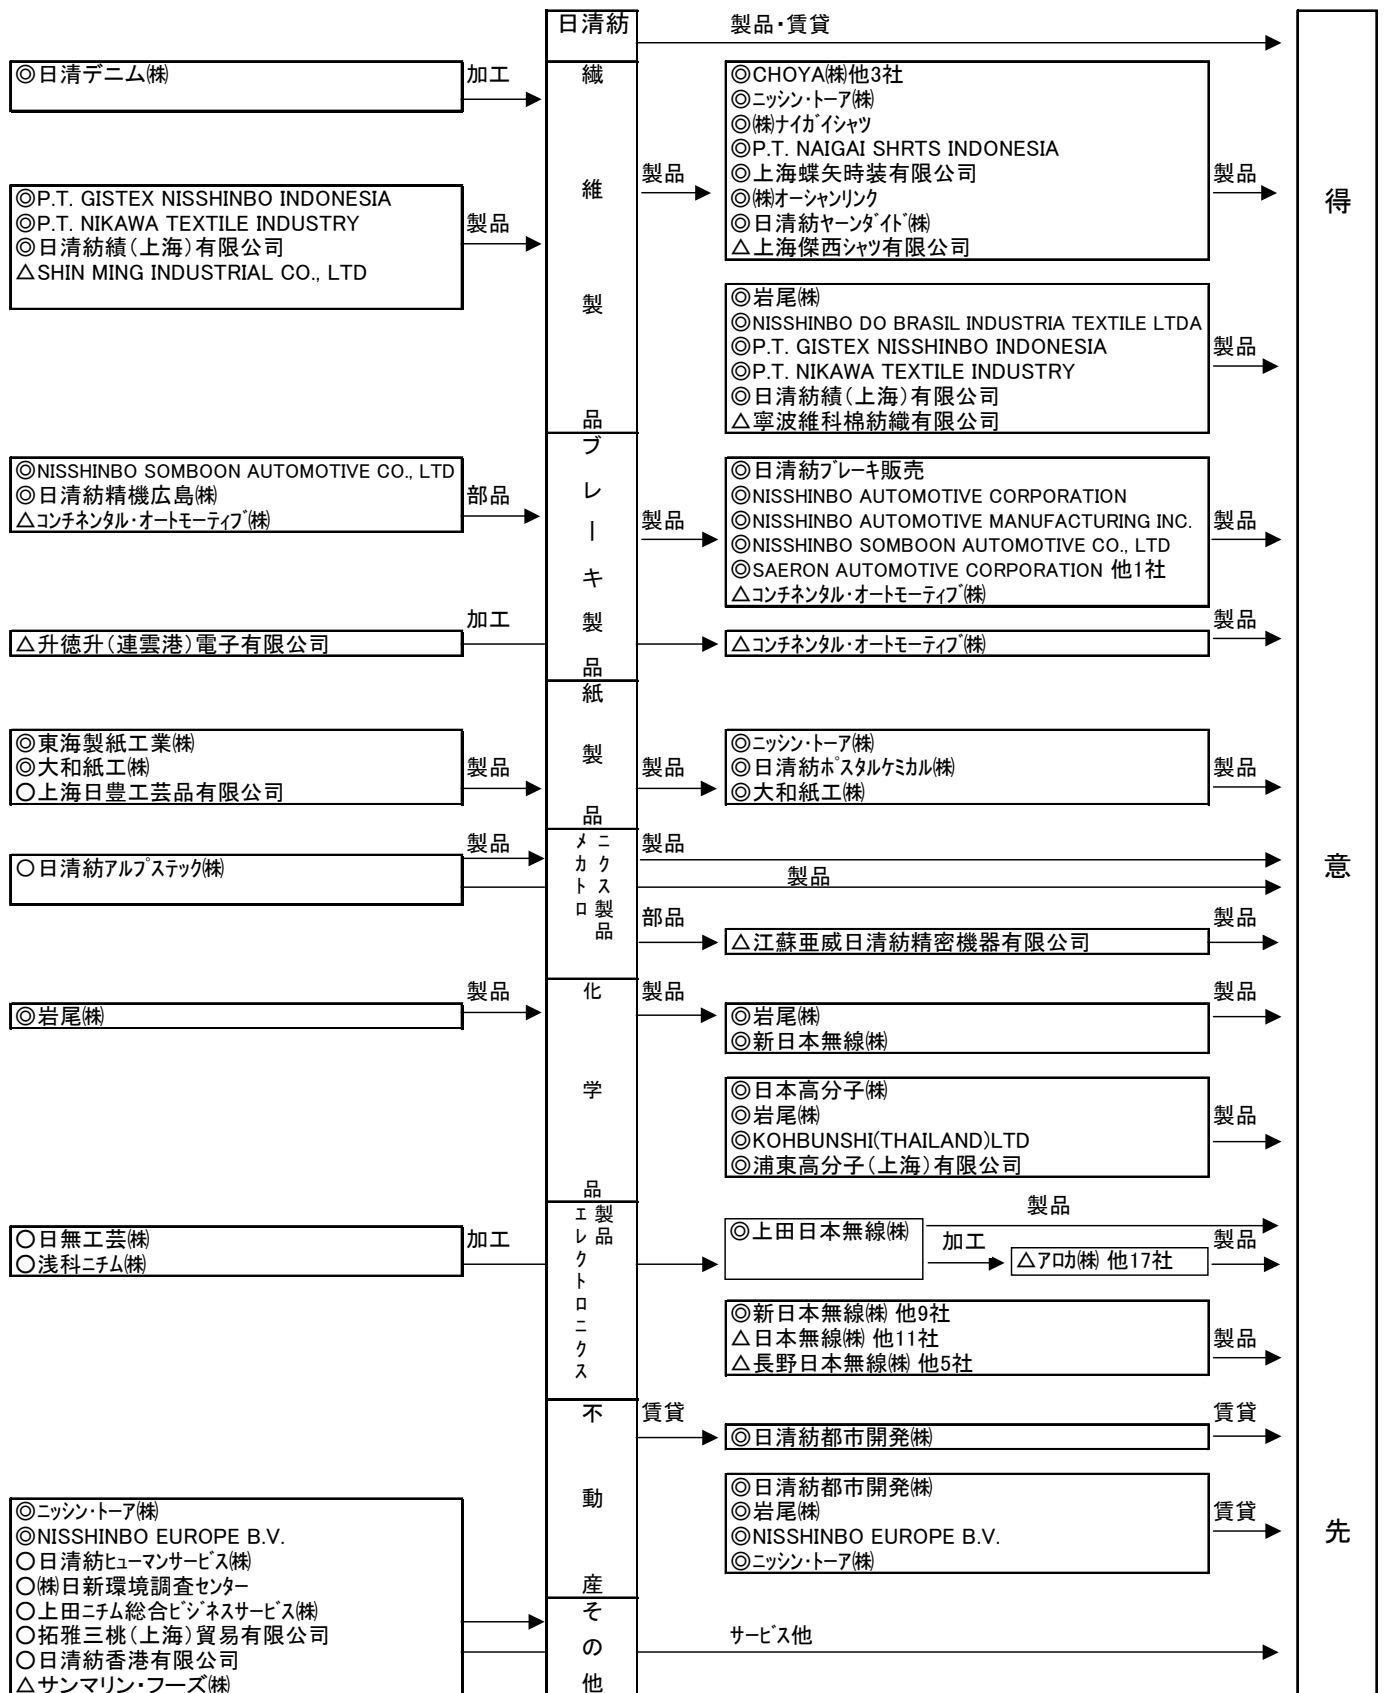 日清紡
製品・賃貸
◎日清デニム㈱
加工
繊維製品
◎CHOYA㈱他3社
◎ニッシン・トーア㈱
◎㈱ナイガイシャツ
◎P.T. NAIGAI SHRTS INDONESIA
◎上海蝶矢時装有限公司
◎㈱オーシャンリンク
◎日清紡ヤーンダイド㈱
△上海傑西シャツ有限公司
製品
製品
得意先
◎P.T. GISTEX NISSHINBO INDONESIA
◎P.T. NIKAWA TEXTILE INDUSTRY
◎日清紡績(上海)有限公司
△SHIN MING INDUSTRIAL CO., LTD
製品
◎岩尾㈱
◎NISSHINBO DO BRASIL INDUSTRIA TEXTILE LTDA
◎P.T. GISTEX NISSHINBO INDONESIA
◎P.T. NIKAWA TEXTILE INDUSTRY
◎日清紡績(上海)有限公司
△寧波維科棉紡織有限公司
製品
ブレーキ製品
◎NISSHINBO SOMBOON AUTOMOTIVE CO., LTD
◎日清紡精機広島㈱
△コンチネンタル・オートモーティブ㈱
部品
製品
◎日清紡ブレーキ販売
◎NISSHINBO AUTOMOTIVE CORPORATION
◎NISSHINBO AUTOMOTIVE MANUFACTURING INC.
◎NISSHINBO SOMBOON AUTOMOTIVE CO., LTD
◎SAERON AUTOMOTIVE CORPORATION 他1社
△コンチネンタル・オートモーティブ㈱
製品
△升徳升(連雲港)電子有限公司
加工
△コンチネンタル・オートモーティブ㈱
製品
紙製品
◎東海製紙工業㈱
◎大和紙工㈱
○上海日豊工芸品有限公司
製品
製品
◎ニッシン・トーア㈱
◎日清紡ポスタルケミカル㈱
◎大和紙工㈱
製品
メカトロニクス製品
○日清紡アルプステック㈱
製品
製品
製品
部品
△江蘇亜威日清紡精密機器有限公司
製品
化学品
◎岩尾㈱
製品
製品
◎岩尾㈱
◎新日本無線㈱
製品
◎日本高分子㈱
◎岩尾㈱
◎KOHBUNSHI(THAILAND)LTD
◎浦東高分子(上海)有限公司
製品
エレクトロニクス製品
○日無工芸㈱
○浅科ニチム㈱
加工
◎上田日本無線㈱
製品
加工
△アロカ㈱ 他17社
製品
◎新日本無線㈱ 他9社
△日本無線㈱ 他11社
△長野日本無線㈱ 他5社
製品
不動産
賃貸
◎日清紡都市開発㈱
賃貸
◎日清紡都市開発㈱
◎岩尾㈱
◎NISSHINBO EUROPE B.V.
◎ニッシン・トーア㈱
賃貸
その他
◎ニッシン・トーア㈱
◎NISSHINBO EUROPE B.V.
○日清紡ヒューマンサービス㈱
○㈱日新環境調査センター
○上田ニチム総合ビジネスサービス㈱
○拓雅三桃(上海)貿易有限公司
○日清紡香港有限公司
△サンマリン・フーズ㈱
サービス他